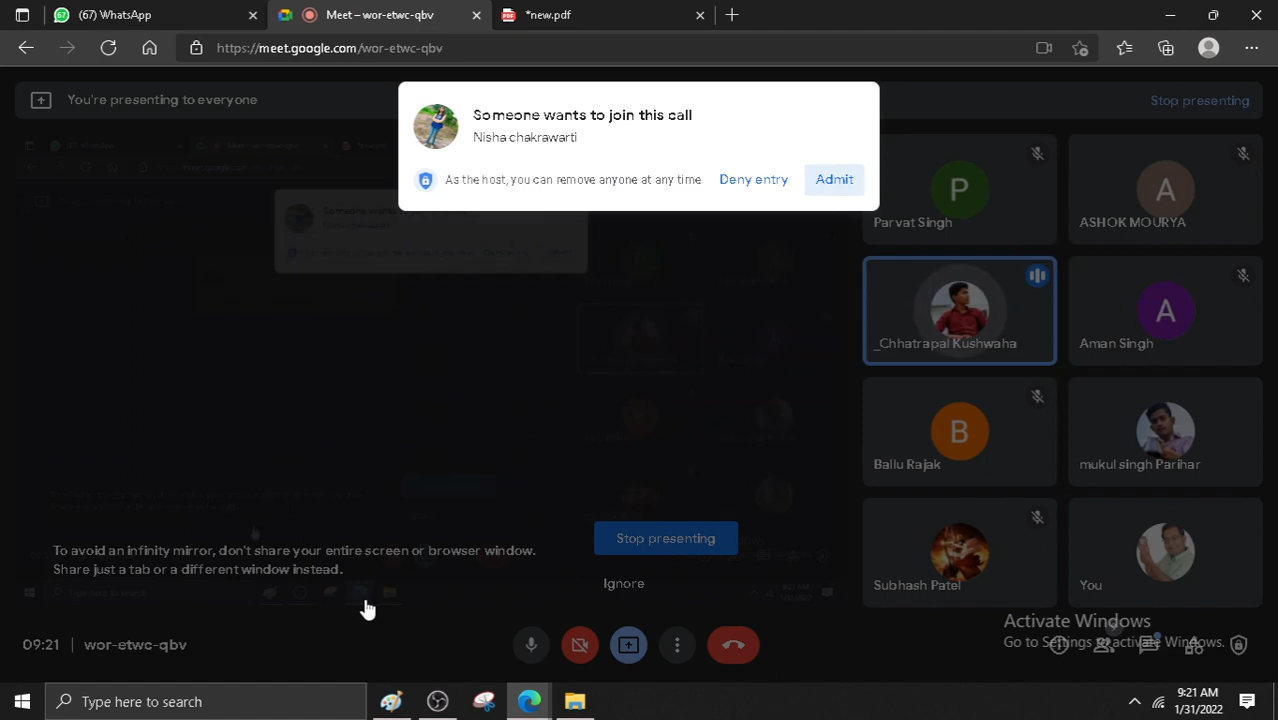 (67) WhatsApp
Meet – wor-etwc-qbv
*new.pdf
https://meet.google.com/wor-etwc-qbv
You're presenting to everyone
Stop presenting
Someone wants to join this call
Nisha chakrawarti
As the host, you can remove anyone at any time
Deny entry
Admit
P
Parvat Singh
A
ASHOK MOURYA
_Chhatrapal Kushwaha
A
Aman Singh
B
Ballu Rajak
mukul singh Parihar
Subhash Patel
You
To avoid an infinity mirror, don't share your entire screen or browser window.
Share just a tab or a different window instead.
Stop presenting
Ignore
Activate Windows
Go to Settings to activate Windows.
09:21 | wor-etwc-qbv
Type here to search
9:21 AM
1/31/2022